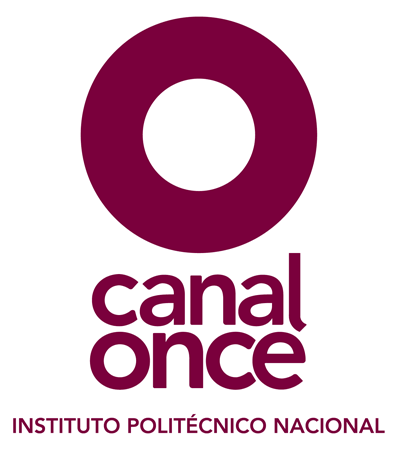 canal
once
INSTITUTO POLITÉCNICO NACIONAL